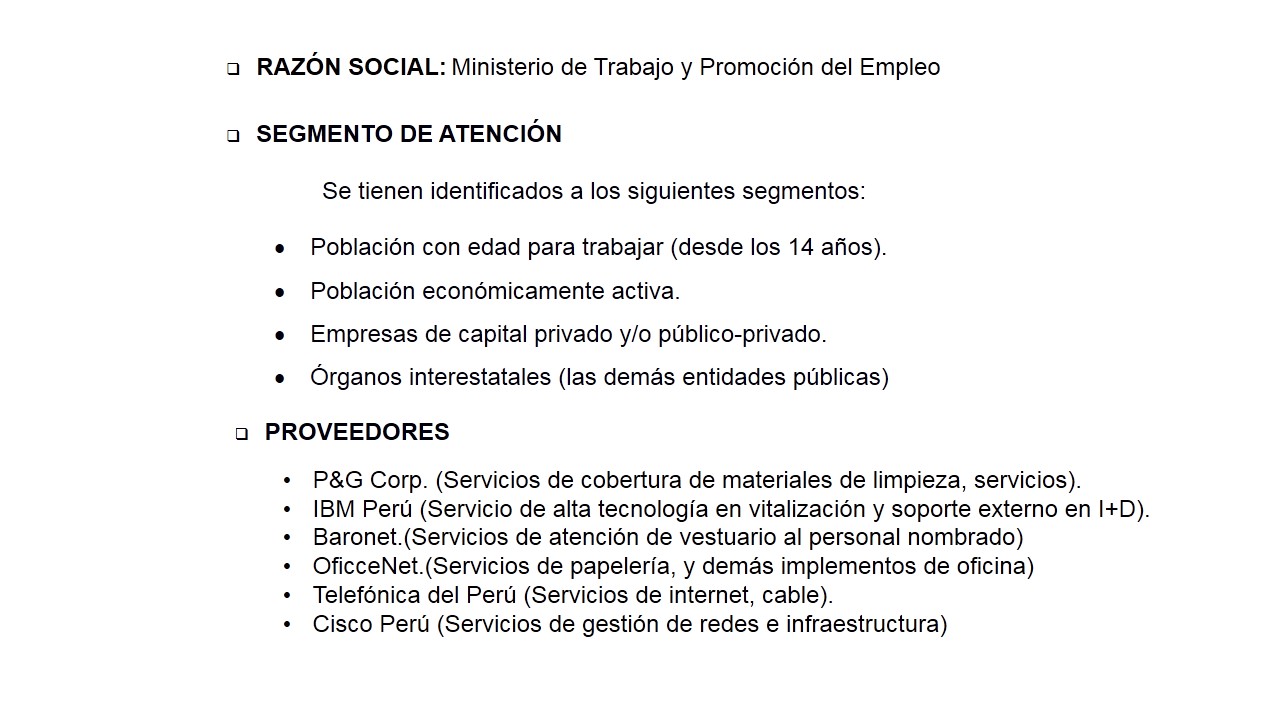 ❑ RAZÓN SOCIAL: Ministerio de Trabajo y Promoción del Empleo
❑ SEGMENTO DE ATENCIÓN
Se tienen identificados a los siguientes segmentos:
• Población con edad para trabajar (desde los 14 años).
• Población económicamente activa.
• Empresas de capital privado y/o público-privado.
• Órganos interestatales (las demás entidades públicas)
❑ PROVEEDORES
• P&G Corp. (Servicios de cobertura de materiales de limpieza, servicios).
• IBM Perú (Servicio de alta tecnología en vitalización y soporte externo en I+D).
• Baronet.(Servicios de atención de vestuario al personal nombrado)
• OficceNet.(Servicios de papelería, y demás implementos de oficina)
• Telefónica del Perú (Servicios de internet, cable).
• Cisco Perú (Servicios de gestión de redes e infraestructura)